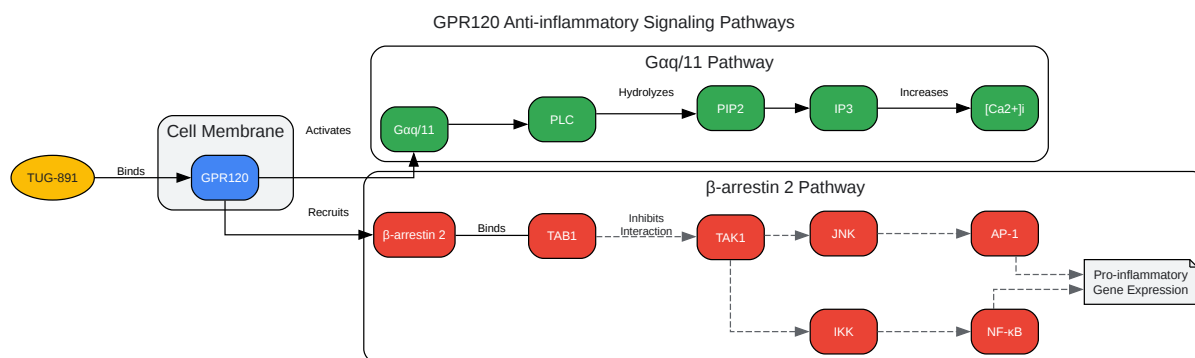 GPR120 Anti-inflammatory Signaling Pathways
Gαq/11 Pathway
Hydrolyzes
Increases
PLC
PIP2
IP3
[Ca2+]i
Gαq/11
Cell Membrane
Activates
TUG-891
Binds
GPR120
β-arrestin 2 Pathway
Recruits
β-arrestin 2
Binds
TAB1
Inhibits
Interaction
TAK1
JNK
AP-1
Pro-inflammatory
Gene Expression
IKK
NF-κB